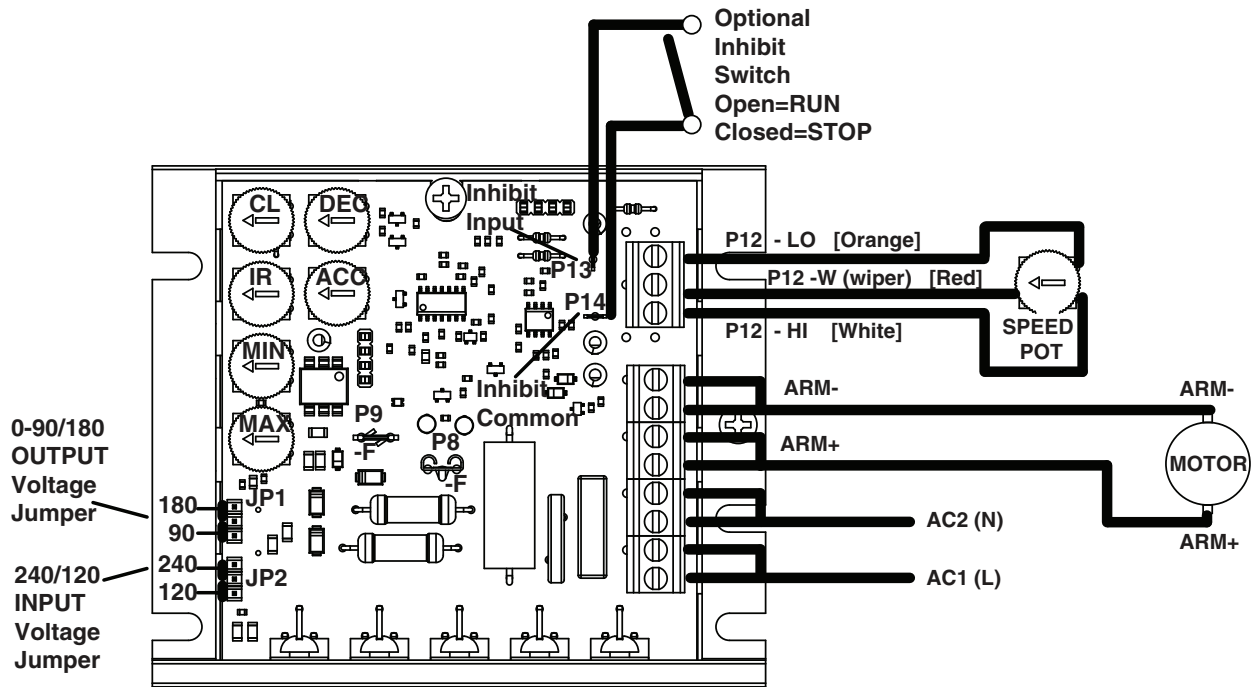 Optional
Inhibit
Switch
Open=RUN
Closed=STOP
CL
DEC
Inhibit
Input
P13
IR
ACC
P14
MIN
Inhibit
Common
MAX
P9
-F
P8
-F
P12 - LO [Orange]
P12 -W (wiper) [Red]
P12 - HI [White]
SPEED
POT
ARM-
ARM-
ARM+
MOTOR
ARM+
AC2 (N)
AC1 (L)
0-90/180
OUTPUT
Voltage
Jumper
180
JP1
90
240/120
INPUT
Voltage
Jumper
240
JP2
120